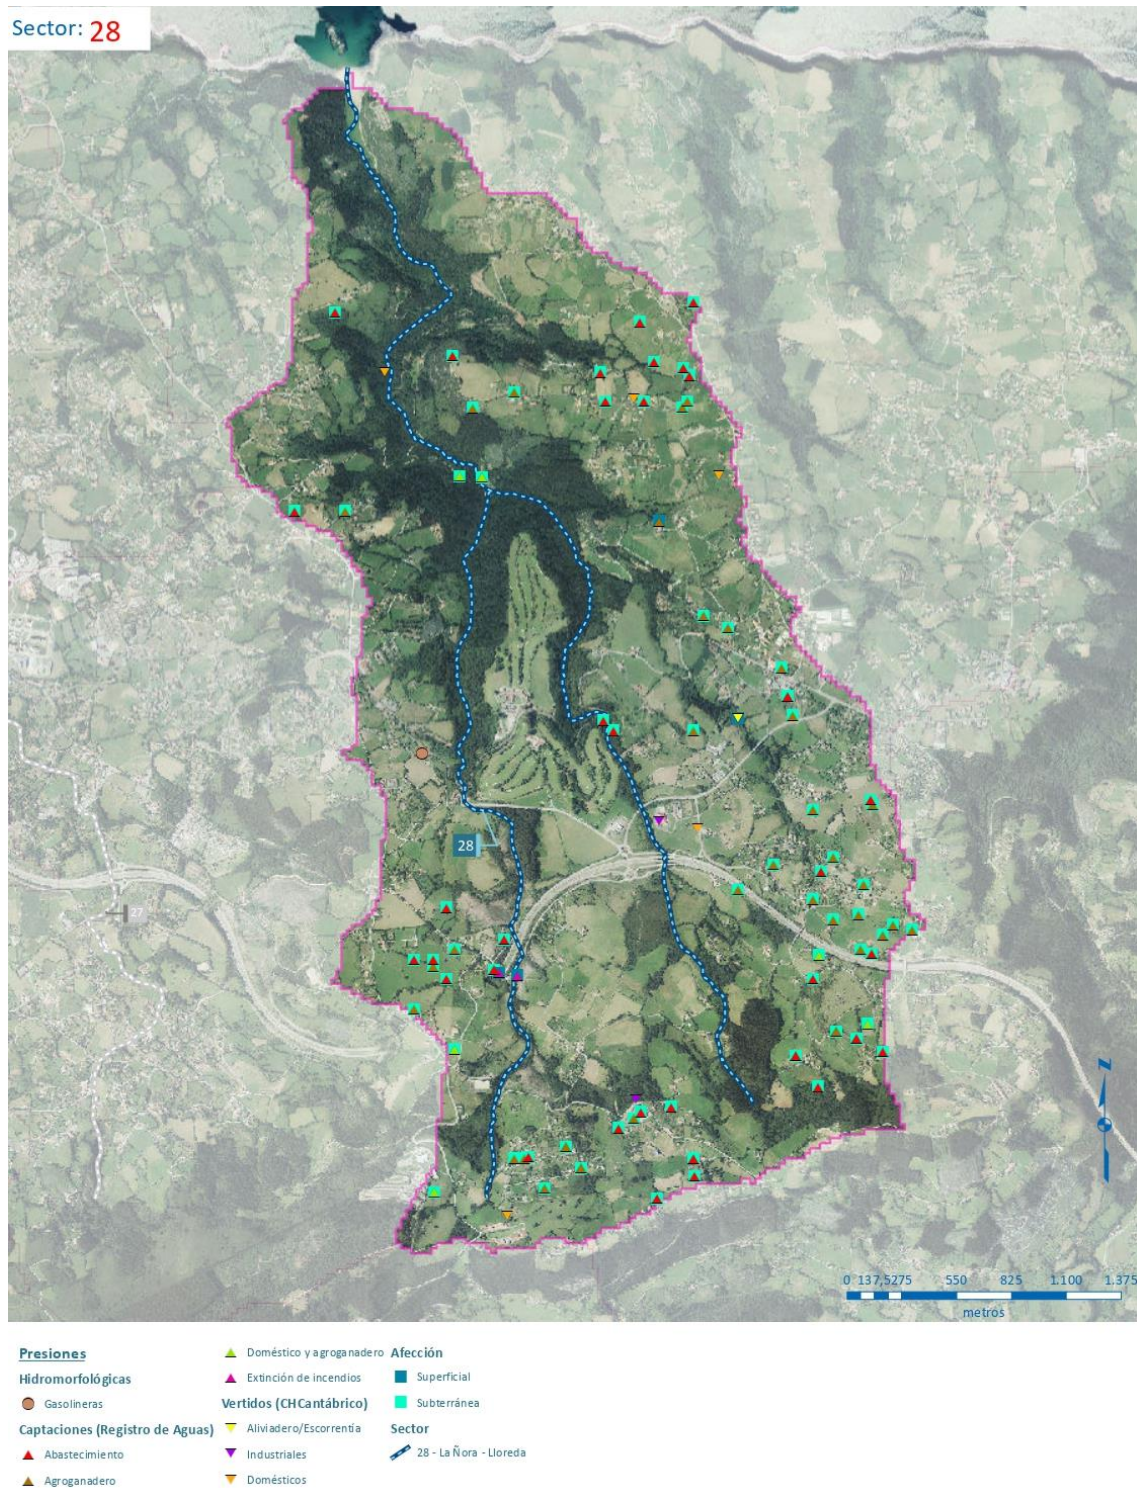 Sector: 28
28
27
N
0 137,5275 550 825 1.100 1.375
metros
Presiones
Hidromorfológicas
Gasolineras
Captaciones (Registro de Aguas)
Abastecimiento
Agroganadero
Doméstico y agroganadero
Extinción de incendios
Vertidos (CHCantábrico)
Aliviadero/Escorrentía
Industriales
Domésticos
Afección
Superficial
Subterránea
Sector
28 - La Ñora - Lloreda